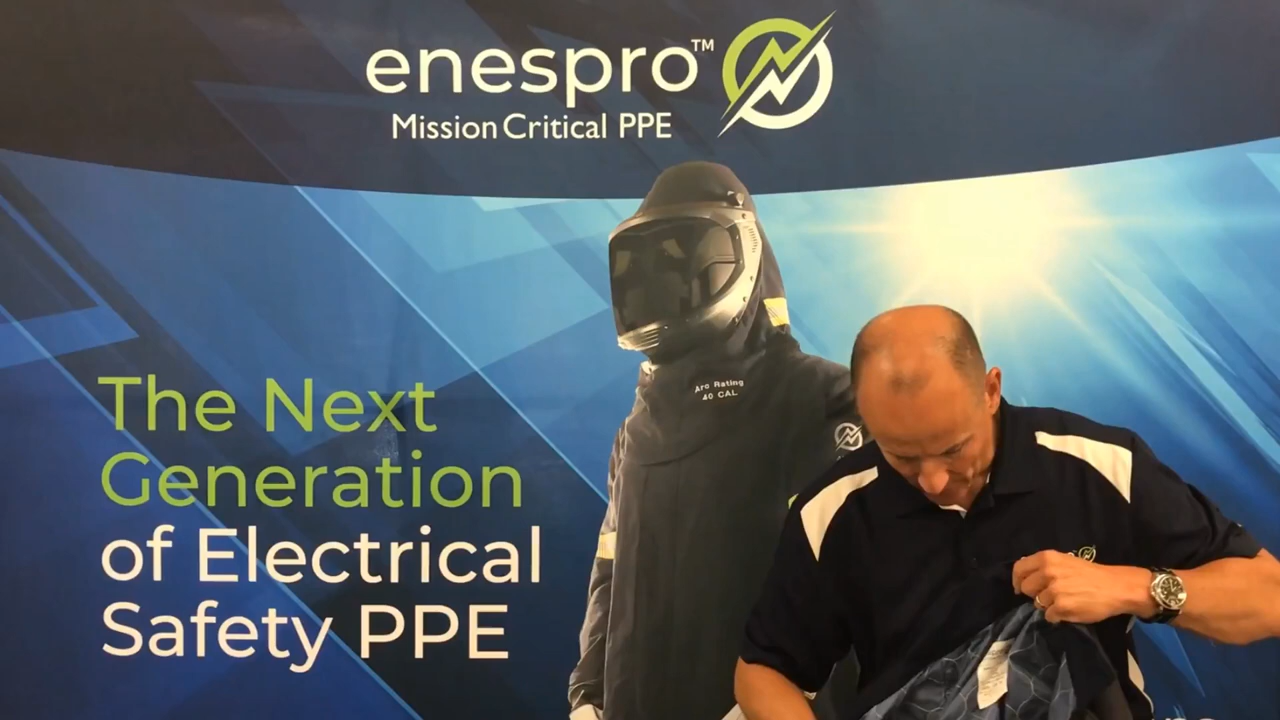 enespro™
Mission Critical PPE
Arc Rating
40 CAL
The Next
Generation
of Electrical
Safety PPE